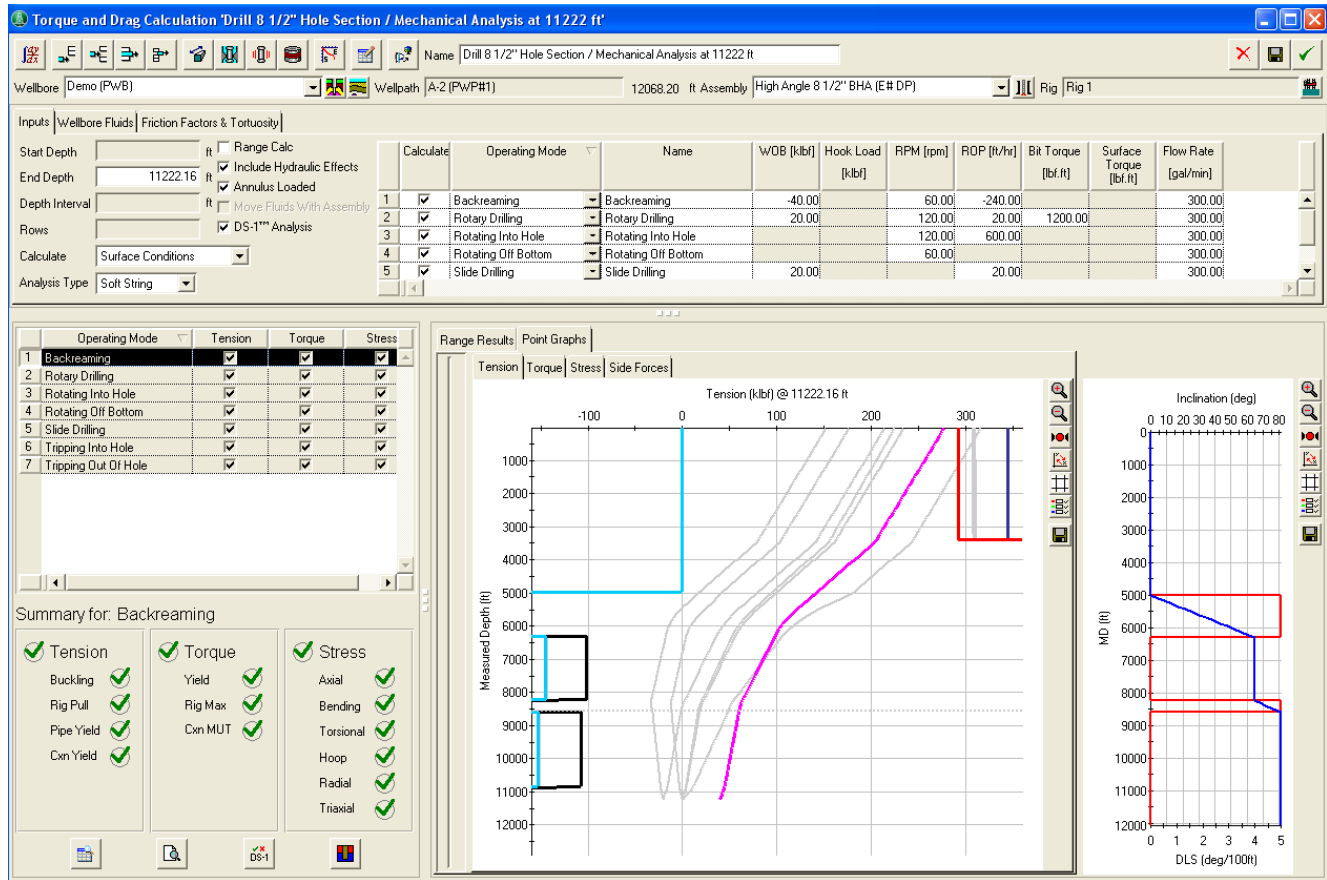 Torque and Drag Calculation 'Drill 8 1/2" Hole Section / Mechanical Analysis at 11222 ft'
Name Drill 8 1/2" Hole Section / Mechanical Analysis at 11222 ft
Wellbore Demo (PWB) Wellpath A-2 (PWP#1) 12068.20 ft Assembly High Angle 8 1/2" BHA (E# DP) Rig Rig 1
Inputs Wellbore Fluids Friction Factors & Tortuosity
Start Depth ft Range Calc
End Depth 11222.16 ft Include Hydraulic Effects
Annulus Loaded
Depth Interval ft Move Fluids With Assembly
Rows DS-1™ Analysis
Calculate Surface Conditions
Analysis Type Soft String
Calculate Operating Mode Name WOB [klbf] Hook Load [klbf] RPM [rpm] ROP [ft/hr] Bit Torque [lbf.ft] Surface Torque [lbf.ft] Flow Rate [gal/min]
1 Backreaming Backreaming -40.00 60.00 -240.00 300.00
2 Rotary Drilling Rotary Drilling 20.00 120.00 20.00 1200.00 300.00
3 Rotating Into Hole Rotating Into Hole 120.00 600.00 300.00
4 Rotating Off Bottom Rotating Off Bottom 60.00 300.00
5 Slide Drilling Slide Drilling 20.00 20.00 300.00
Operating Mode Tension Torque Stress
1 Backreaming
2 Rotary Drilling
3 Rotating Into Hole
4 Rotating Off Bottom
5 Slide Drilling
6 Tripping Into Hole
7 Tripping Out Of Hole
Summary for: Backreaming
Tension
Buckling
Rig Pull
Pipe Yield
Cxn Yield
Torque
Yield
Rig Max
Cxn MUT
Stress
Axial
Bending
Torsional
Hoop
Radial
Triaxial
DS-1
Range Results Point Graphs
Tension Torque Stress Side Forces
Tension (klbf) @ 11222.16 ft
-100 0 100 200 300
1000
2000
3000
4000
5000
6000
7000
8000
9000
10000
11000
12000
Measured Depth (ft)
Inclination (deg)
0 10 20 30 40 50 60 70 80
0
1000
2000
3000
4000
5000
6000
7000
8000
9000
10000
11000
12000
MD (ft)
0 1 2 3 4 5
DLS (deg/100ft)